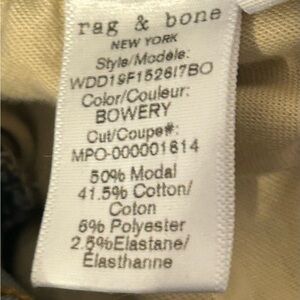 rag & bone
NEW YORK
Style/Modèle:
WDD19F1526I7BO
Color/Couleur:
BOWERY
Cut/Coupe#:
MPO-000001614
50% Modal
41.5% Cotton/
Coton
6% Polyester
2.5%Elastane/
Élasthanne